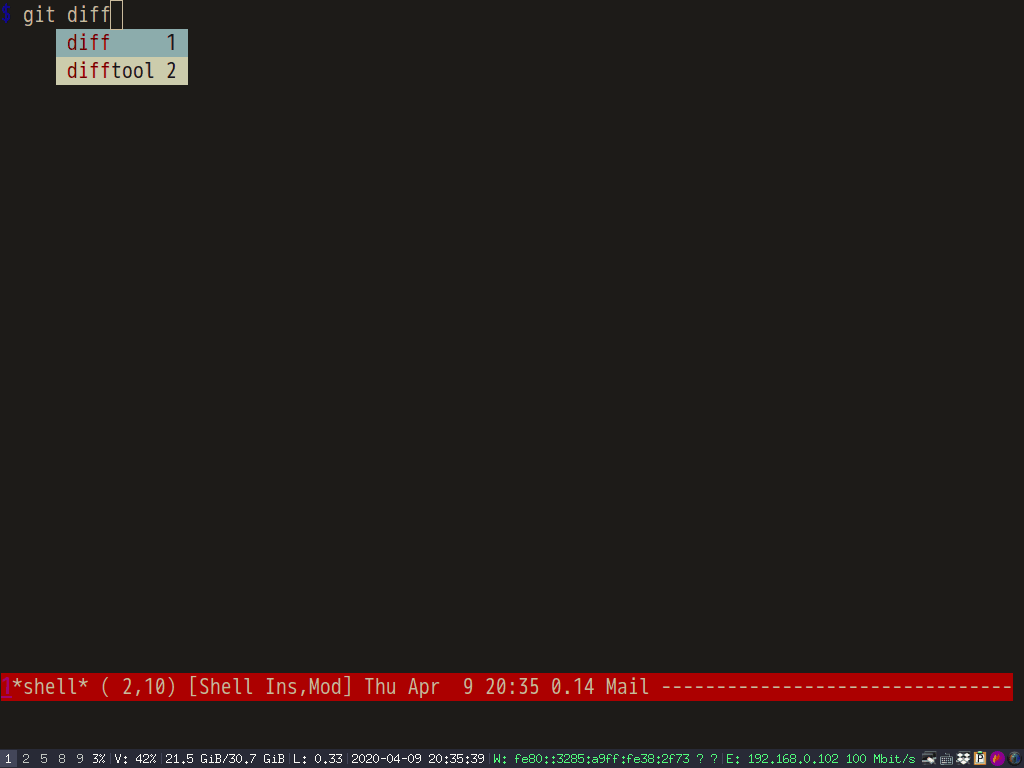 $ git diff
diff 1
difftool 2
1*shell* ( 2,10) [Shell Ins,Mod] Thu Apr  9 20:35 0.14 Mail --------------------------------
1 2 5 8 9 3% V: 42% 21.5 GiB/30.7 GiB L: 0.33 2020-04-09 20:35:39 W: fe80::3285:a9ff:fe38:2f73 ? ? E: 192.168.0.102 100 Mbit/s